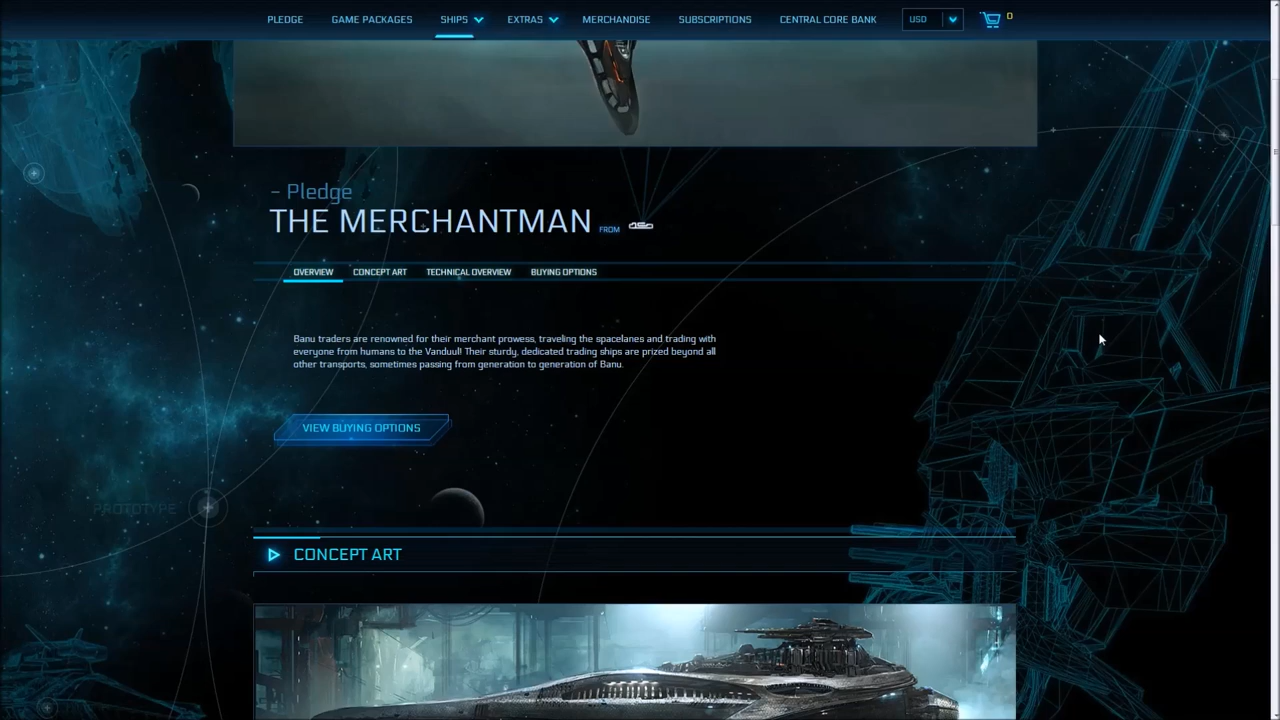 PLEDGE GAME PACKAGES SHIPS EXTRAS MERCHANDISE SUBSCRIPTIONS CENTRAL CORE BANK USD 0
- Pledge
THE MERCHANTMAN FROM
OVERVIEW CONCEPT ART TECHNICAL OVERVIEW BUYING OPTIONS
Banu traders are renowned for their merchant prowess, traveling the spacelanes and trading with
everyone from humans to the Vanduul! Their sturdy, dedicated trading ships are prized beyond all
other transports, sometimes passing from generation to generation of Banu.
VIEW BUYING OPTIONS
PROTOTYPE
CONCEPT ART